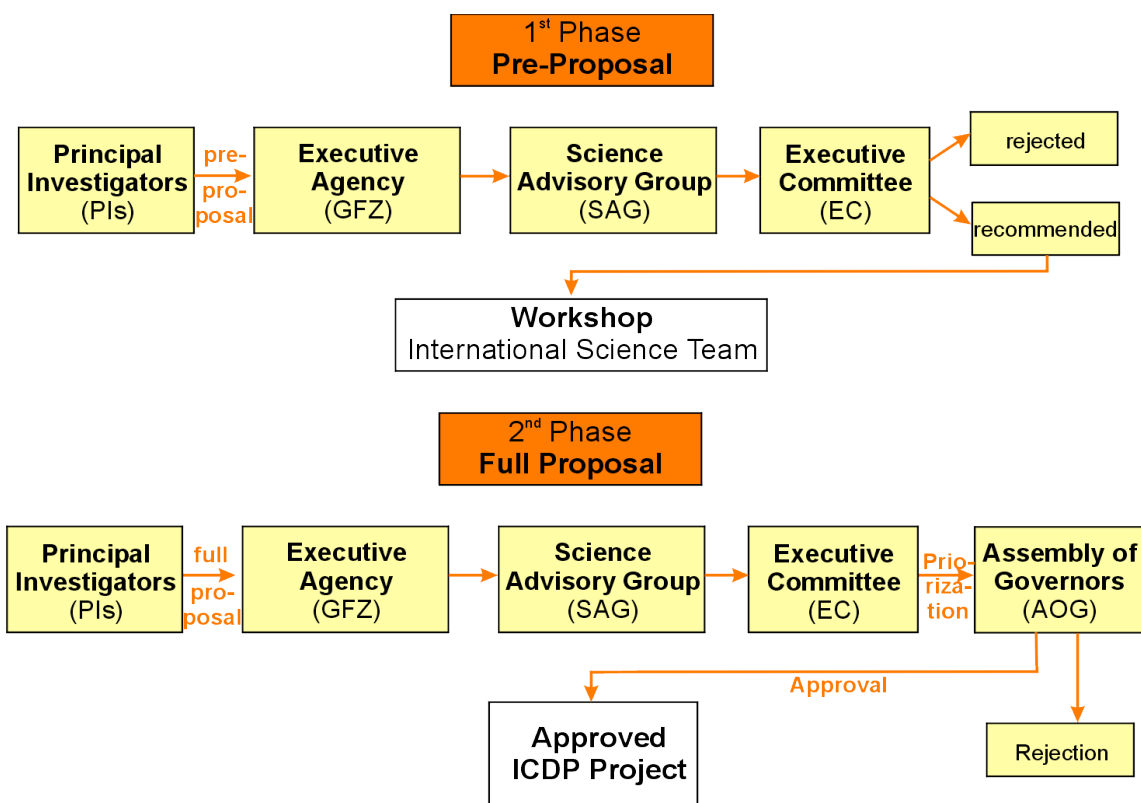 1st Phase
Pre-Proposal
Principal
Investigators
(PIs)
pre-
pro-
posal
Executive
Agency
(GFZ)
Science
Advisory Group
(SAG)
Executive
Committee
(EC)
rejected
recommended
Workshop
International Science Team
2nd Phase
Full Proposal
Principal
Investigators
(PIs)
full
pro-
posal
Executive
Agency
(GFZ)
Science
Advisory Group
(SAG)
Executive
Committee
(EC)
Prio-
riza-
tion
Assembly of
Governors
(AOG)
Approval
Approved
ICDP Project
Rejection